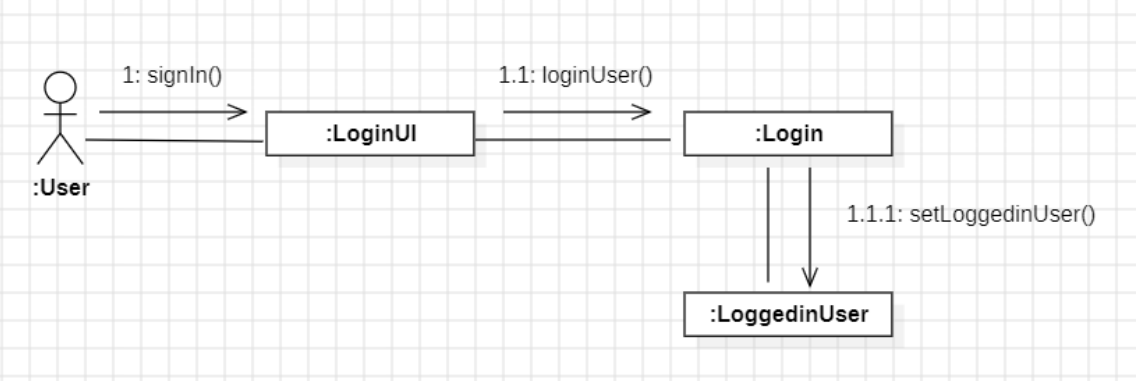 1: signIn()
1.1: loginUser()
:LoginUI
:Login
:User
1.1.1: setLoggedinUser()
:LoggedinUser